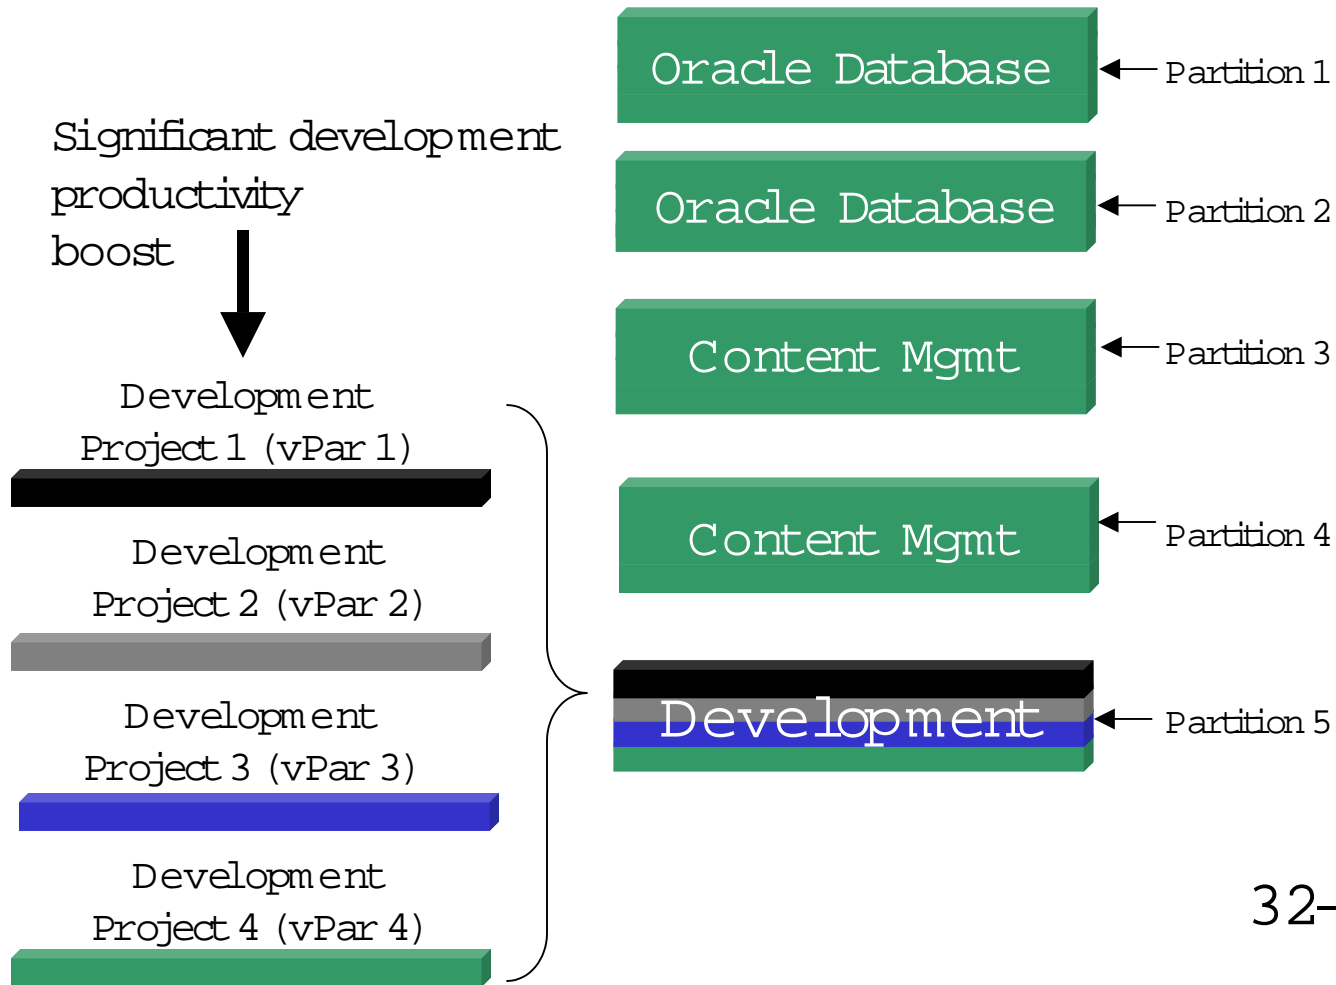 Significant development
productivity
boost
Development
Project 1 (vPar 1)
Development
Project 2 (vPar 2)
Development
Project 3 (vPar 3)
Development
Project 4 (vPar 4)
Oracle Database
Partition 1
Oracle Database
Partition 2
Content Mgmt
Partition 3
Content Mgmt
Partition 4
Development
Partition 5
32-